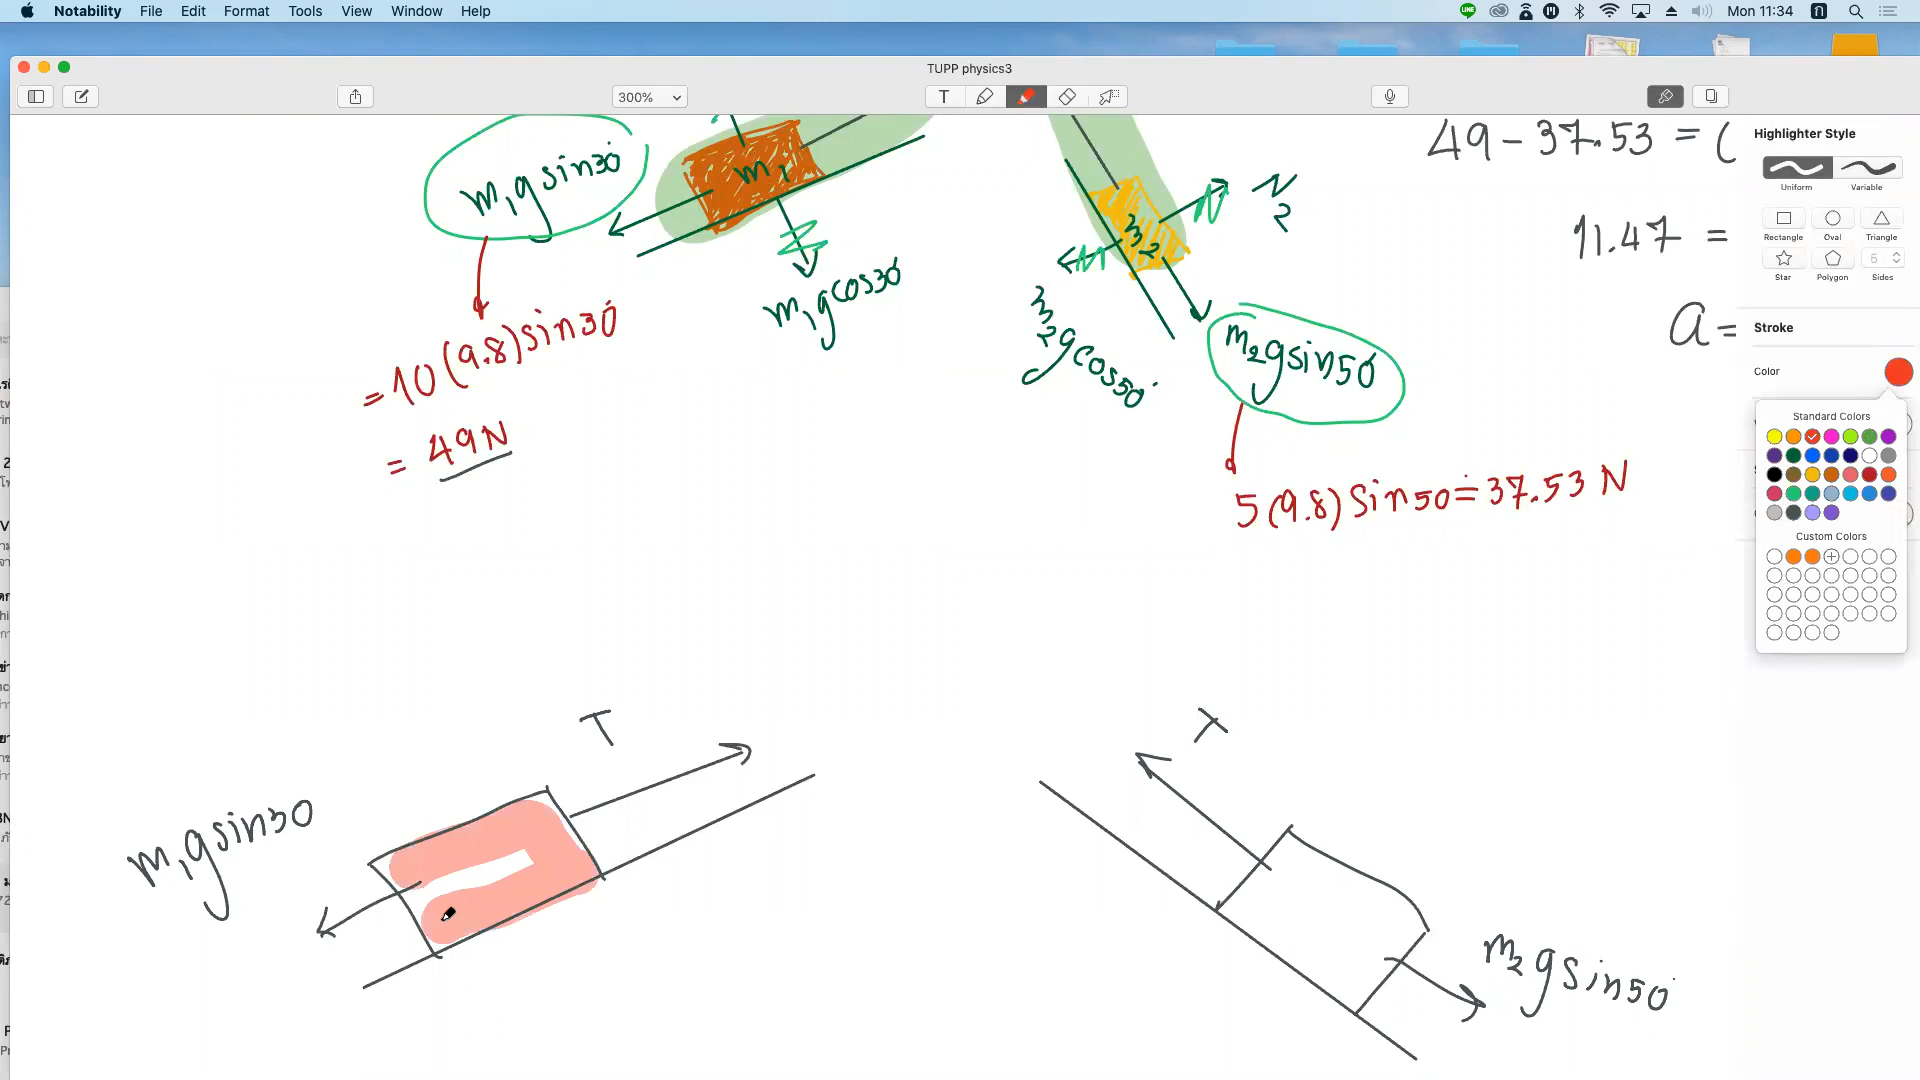 Notability File Edit Format Tools View Window Help
Mon 11:34
TUPP physics3
300%
T
Highlighter Style
Uniform Variable
Rectangle Oval Triangle
Star Polygon Sides
6
Stroke
Color
Standard Colors
Custom Colors
49 - 37.53 = (
11.47 =
a =
m₁gsin30
m₁
m₁gcos30
= 10(9.8)sin30
= 49N
N₂
m₂
m₂gcos50
m₂gsin50
5(9.8) Sin50 ≐ 37.53 N
T
m₁gsin30
T
m₂gsin50